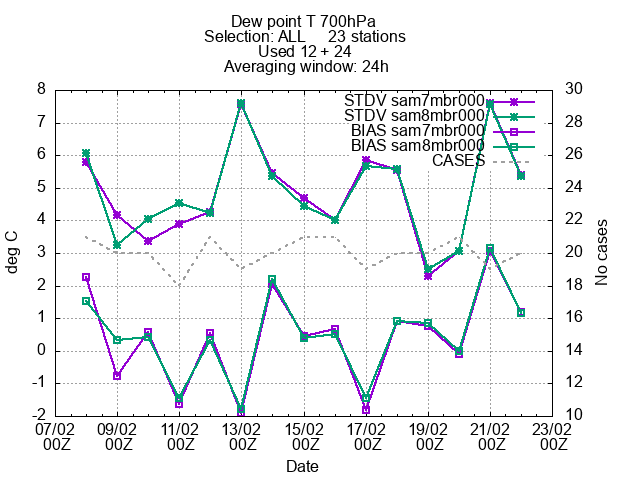 Dew point T 700hPa
Selection: ALL     23 stations
Used 12 + 24
Averaging window: 24h
STDV sam7mbr000
STDV sam8mbr000
BIAS sam7mbr000
BIAS sam8mbr000
CASES
deg C
8
7
6
5
4
3
2
1
0
-1
-2
No cases
30
28
26
24
22
20
18
16
14
12
10
07/02 09/02 11/02 13/02 15/02 17/02 19/02 21/02 23/02
00Z 00Z 00Z 00Z 00Z 00Z 00Z 00Z 00Z
Date